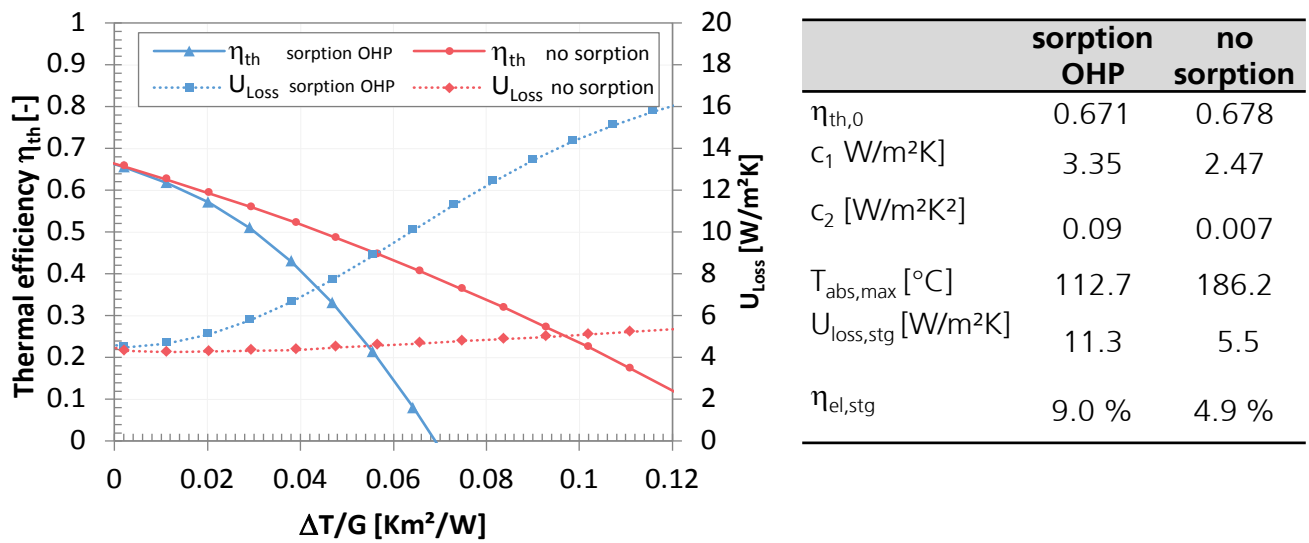 Thermal efficiency ηth [-]
1
0.9
0.8
0.7
0.6
0.5
0.4
0.3
0.2
0.1
0
ηth sorption OHP
ηth no sorption
ULoss sorption OHP
ULoss no sorption
20
18
16
14
12
10
8
6
4
2
0
ULoss [W/m²K]
0 0.02 0.04 0.06 0.08 0.1 0.12
ΔT/G [Km²/W]
sorption no
OHP sorption
ηth,0 0.671 0.678
c1 W/m²K] 3.35 2.47
c2 [W/m²K²] 0.09 0.007
Tabs,max [°C] 112.7 186.2
Uloss,stg [W/m²K] 11.3 5.5
ηel,stg 9.0 % 4.9 %